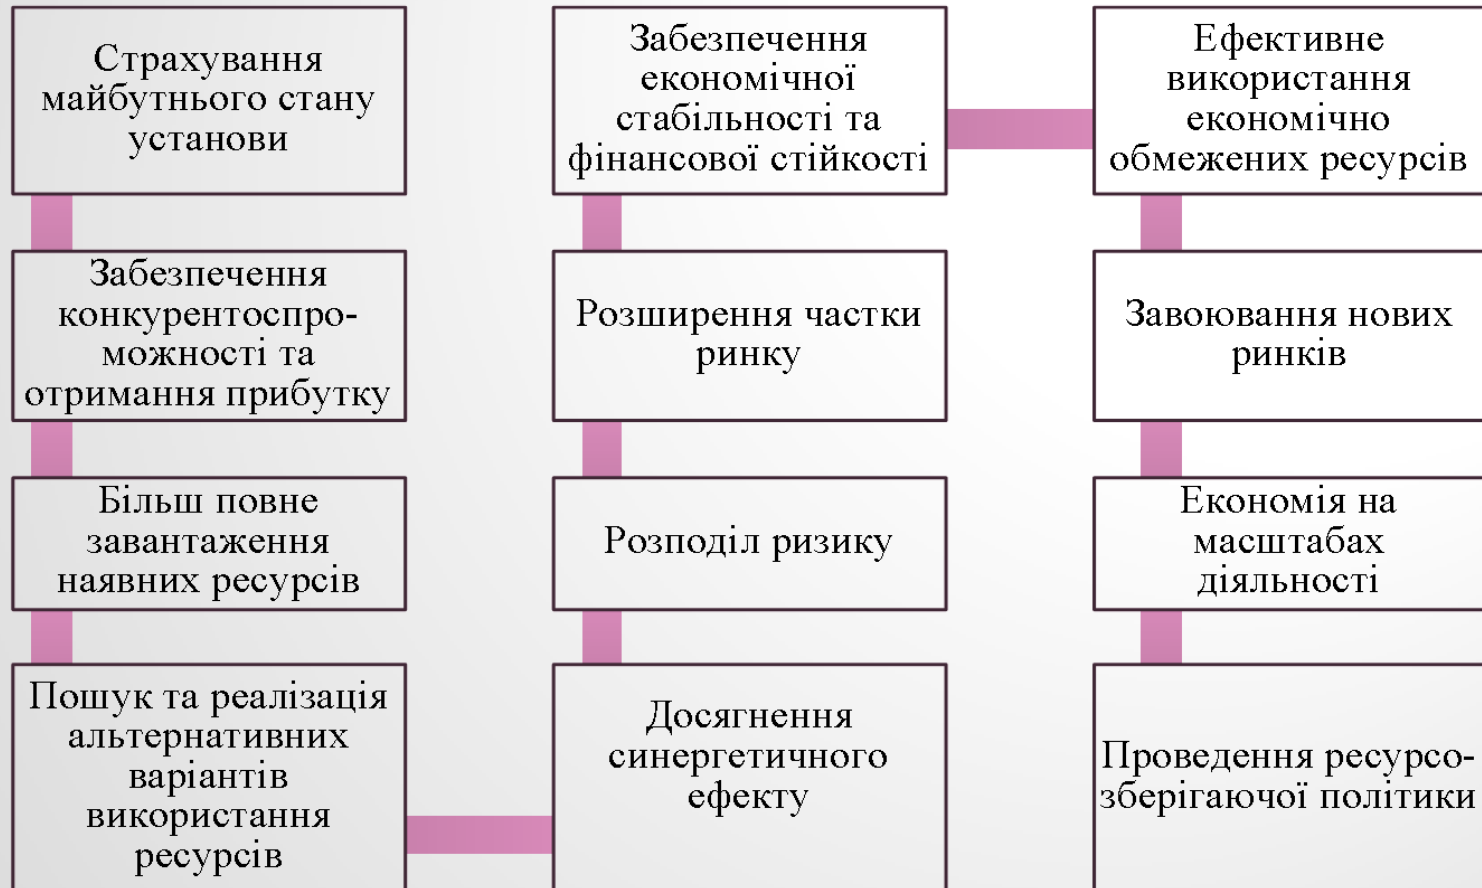 Страхування
майбутнього стану
установи
Забезпечення
конкурентоспро-
можності та
отримання прибутку
Більш повне
завантаження
наявних ресурсів
Пошук та реалізація
альтернативних
варіантів
використання
ресурсів
Досягнення
синергетичного
ефекту
Розподіл ризику
Розширення частки
ринку
Забезпечення
економічної
стабільності та
фінансової стійкості
Ефективне
використання
економічно
обмежених ресурсів
Завоювання нових
ринків
Економія на
масштабах
діяльності
Проведення ресурсо-
зберігаючої політики